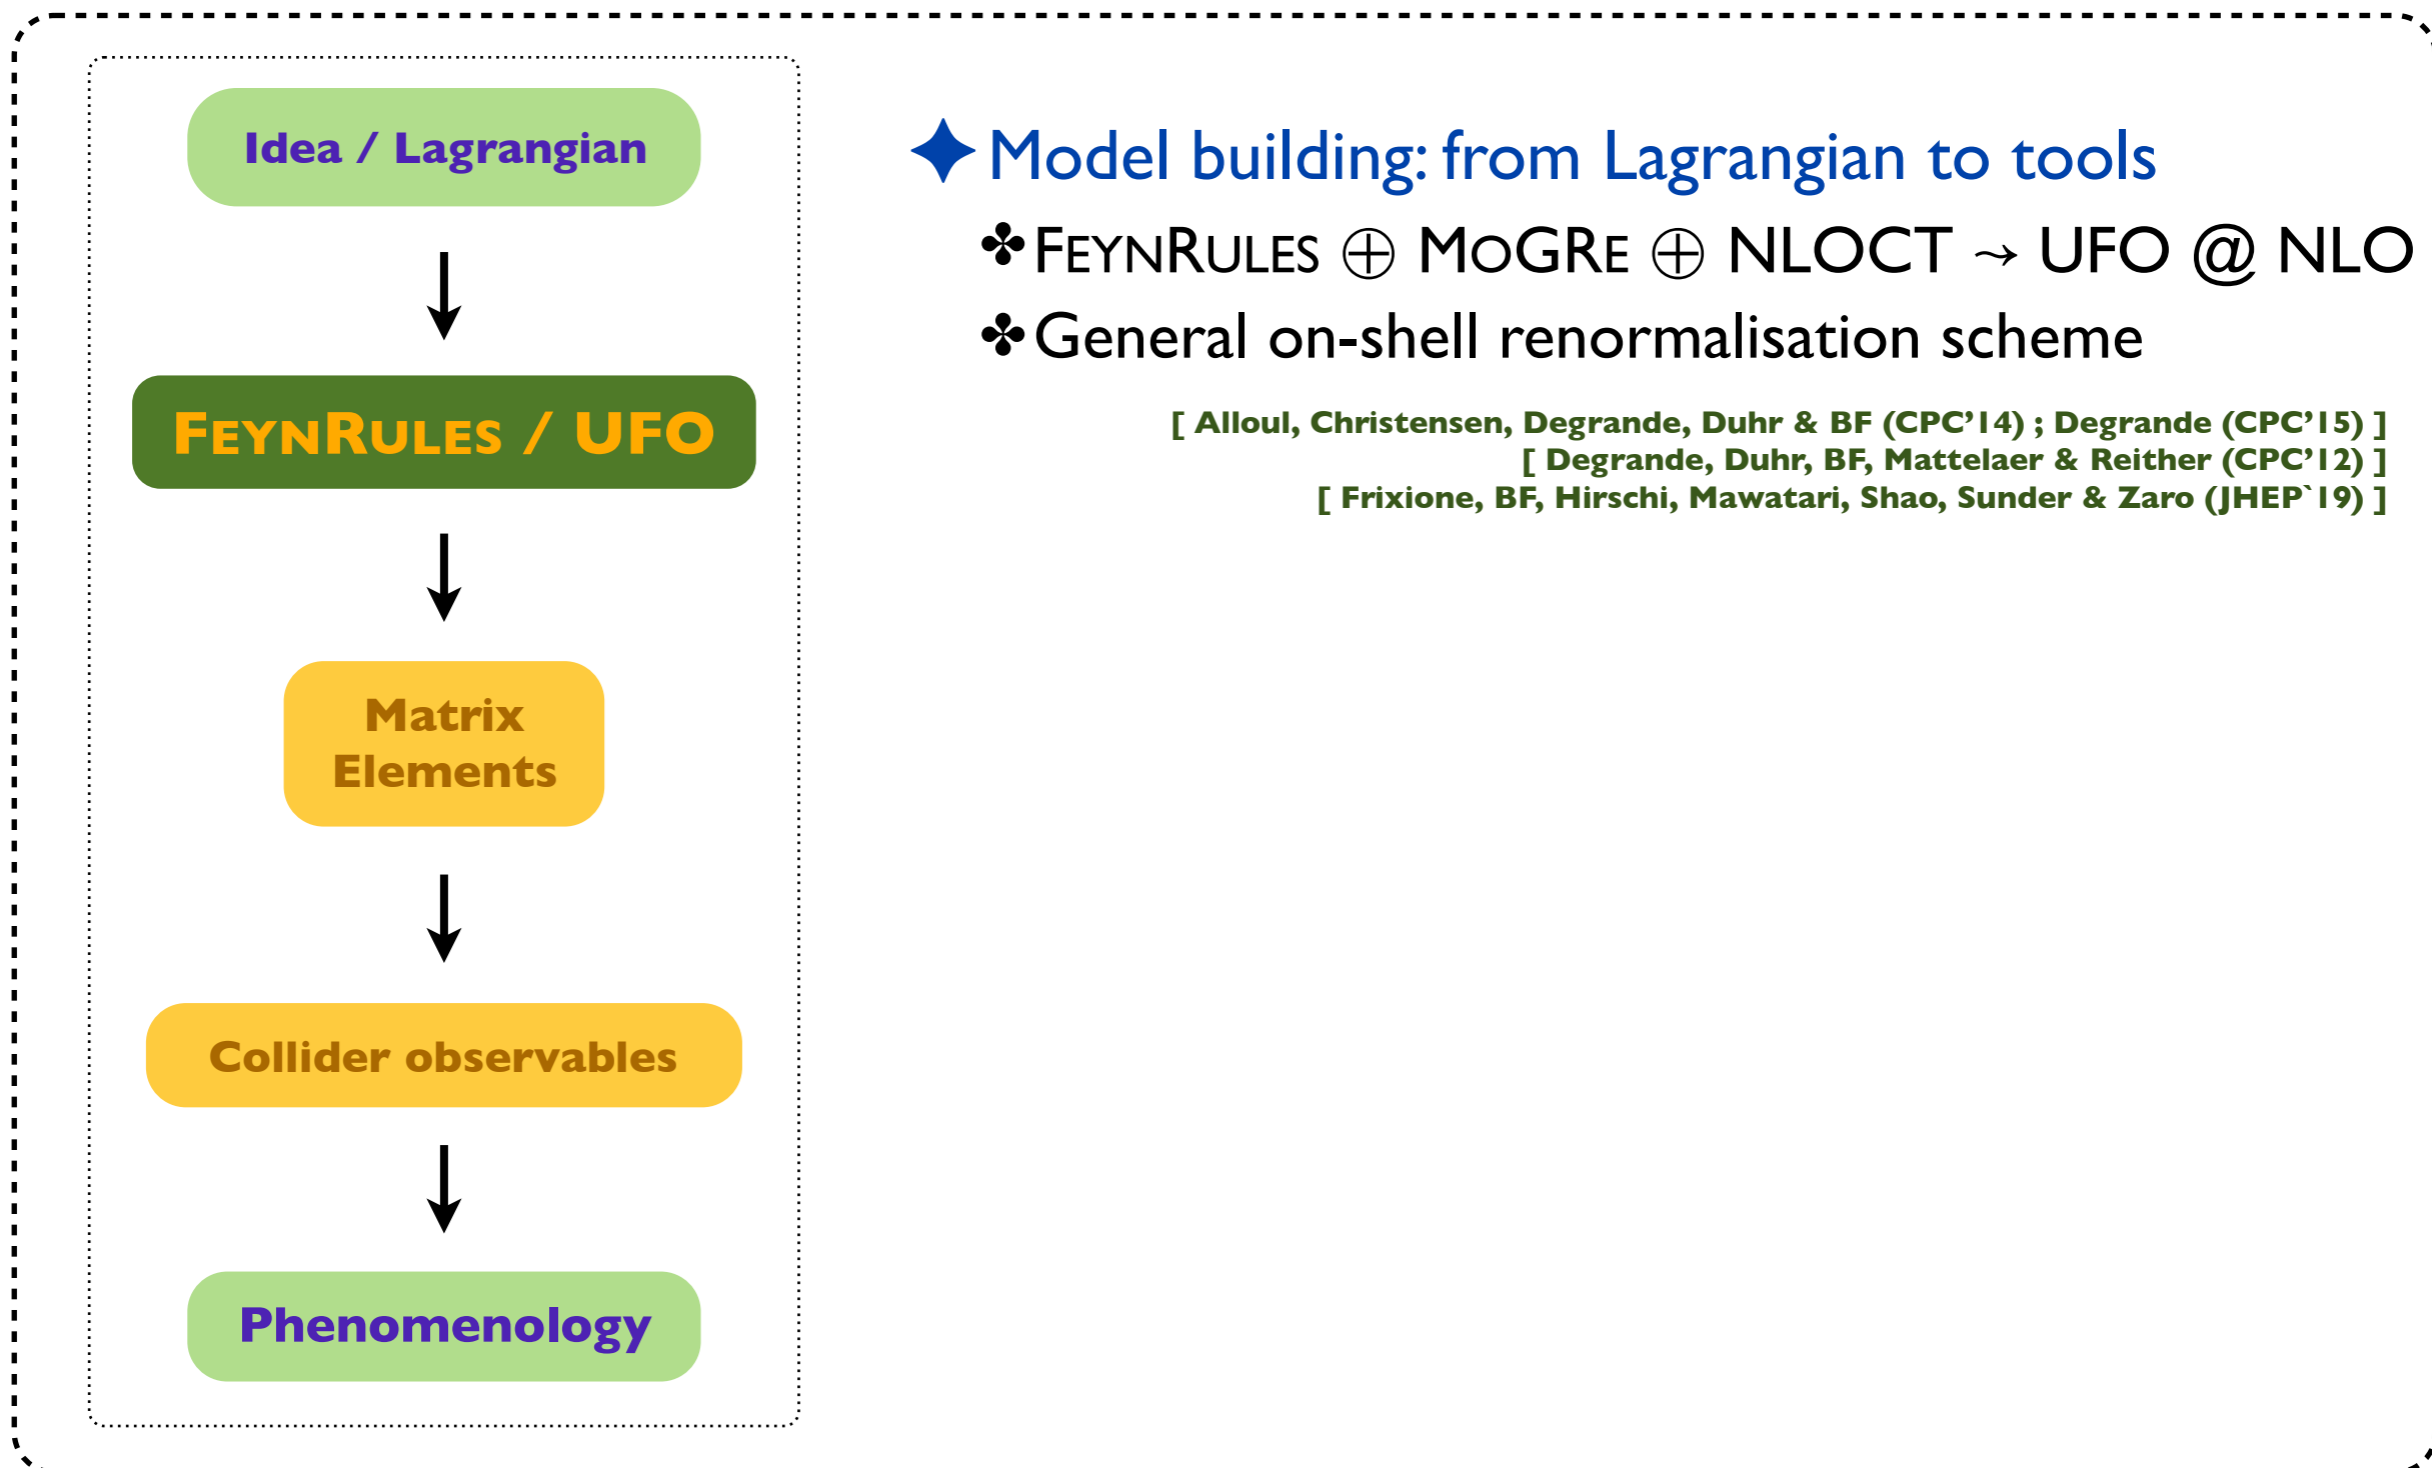 Idea / Lagrangian
FEYNRULES / UFO
Matrix
Elements
Collider observables
Phenomenology
✦Model building: from Lagrangian to tools
✤FEYNRULES ⊕ MOGRE ⊕ NLOCT ⤳ UFO @ NLO
✤General on-shell renormalisation scheme
[ Alloul, Christensen, Degrande, Duhr & BF (CPC’14) ; Degrande (CPC’15) ]
[ Degrande, Duhr, BF, Mattelaer & Reither (CPC’12) ]
[ Frixione, BF, Hirschi, Mawatari, Shao, Sunder & Zaro (JHEP`19) ]